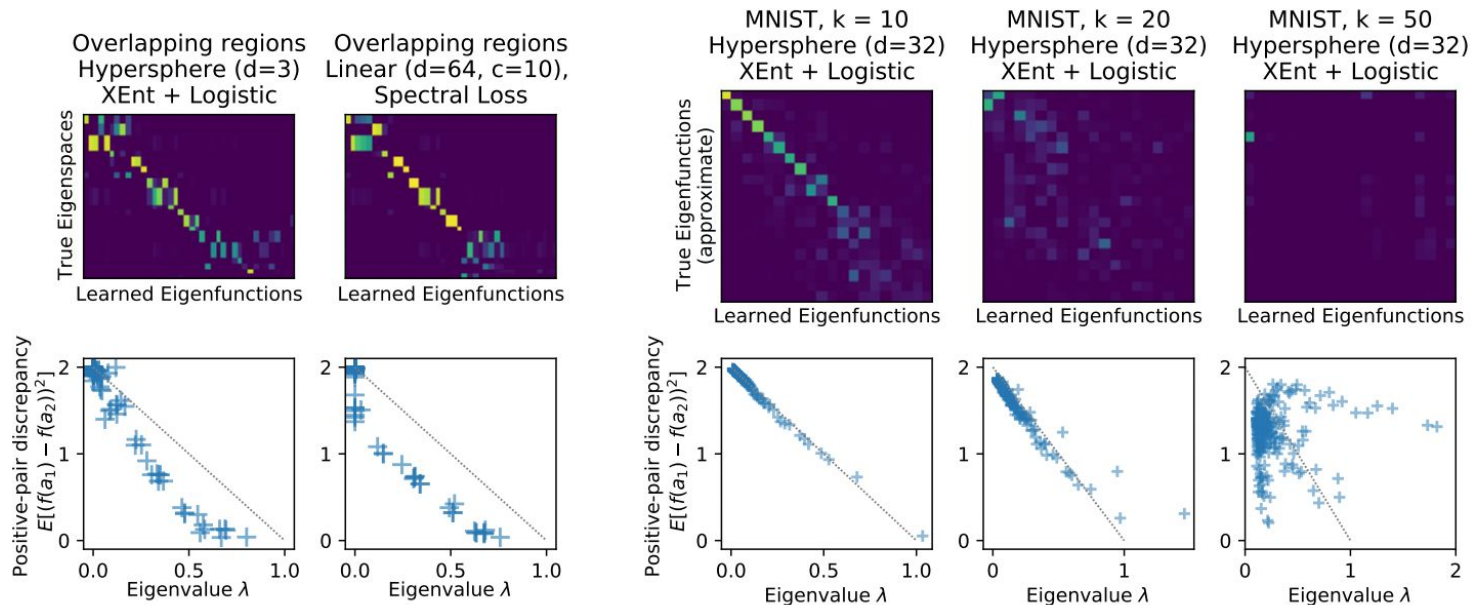 Overlapping regions
Hypersphere (d=3)
XEnt + Logistic
Overlapping regions
Linear (d=64, c=10),
Spectral Loss
MNIST, k = 10
Hypersphere (d=32)
XEnt + Logistic
MNIST, k = 20
Hypersphere (d=32)
XEnt + Logistic
MNIST, k = 50
Hypersphere (d=32)
XEnt + Logistic
True Eigenspaces
Learned Eigenfunctions
Learned Eigenfunctions
True Eigenfunctions
(approximate)
Learned Eigenfunctions
Learned Eigenfunctions
Learned Eigenfunctions
Positive-pair discrepancy
E[(f(a₁) − f(a₂))²]
2
1
0
0.0 0.5 1.0
Eigenvalue λ
2
1
0
0.0 0.5 1.0
Eigenvalue λ
Positive-pair discrepancy
E[(f(a₁) − f(a₂))²]
2
1
0
0.0 0.5 1.0
Eigenvalue λ
2
1
0
0 1
Eigenvalue λ
2
1
0
0 1 2
Eigenvalue λ